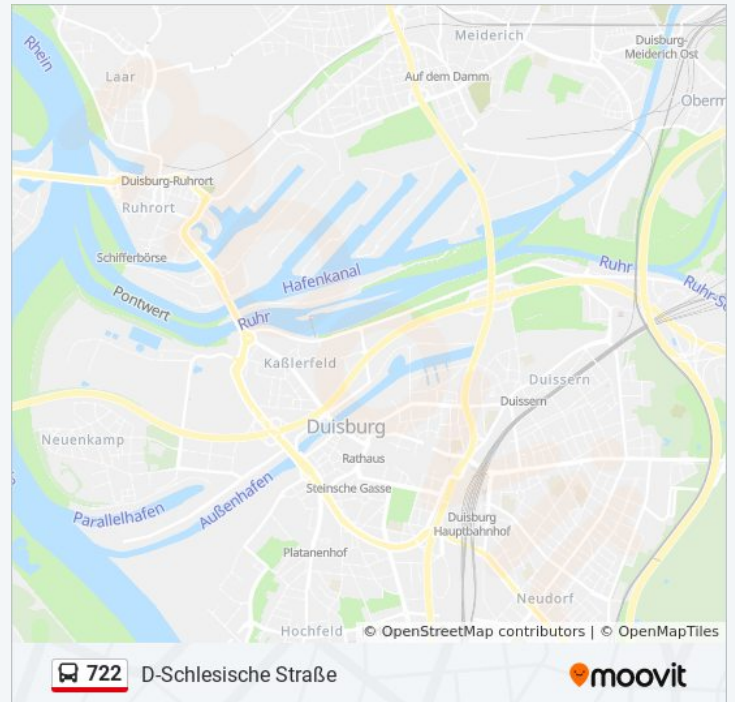 Rhein
Meiderich
Duisburg-
Meiderich Ost
Laar
Auf dem Damm
Oberm
Duisburg-Ruhrort
Ruhrort
Schifferbörse
Hafenkanal
Ruhr
Pontwert
Ruhr-S
Ruhr
Kaßlerfeld
Duissern
Duissern
Duisburg
Neuenkamp
Rathaus
Steinsche Gasse
Außenhafen
Parallelhafen
Duisburg
Hauptbahnhof
Platanenhof
Neudorf
Hochfeld
© OpenStreetMap contributors | © OpenMapTiles
722 D-Schlesische Straße
moovit